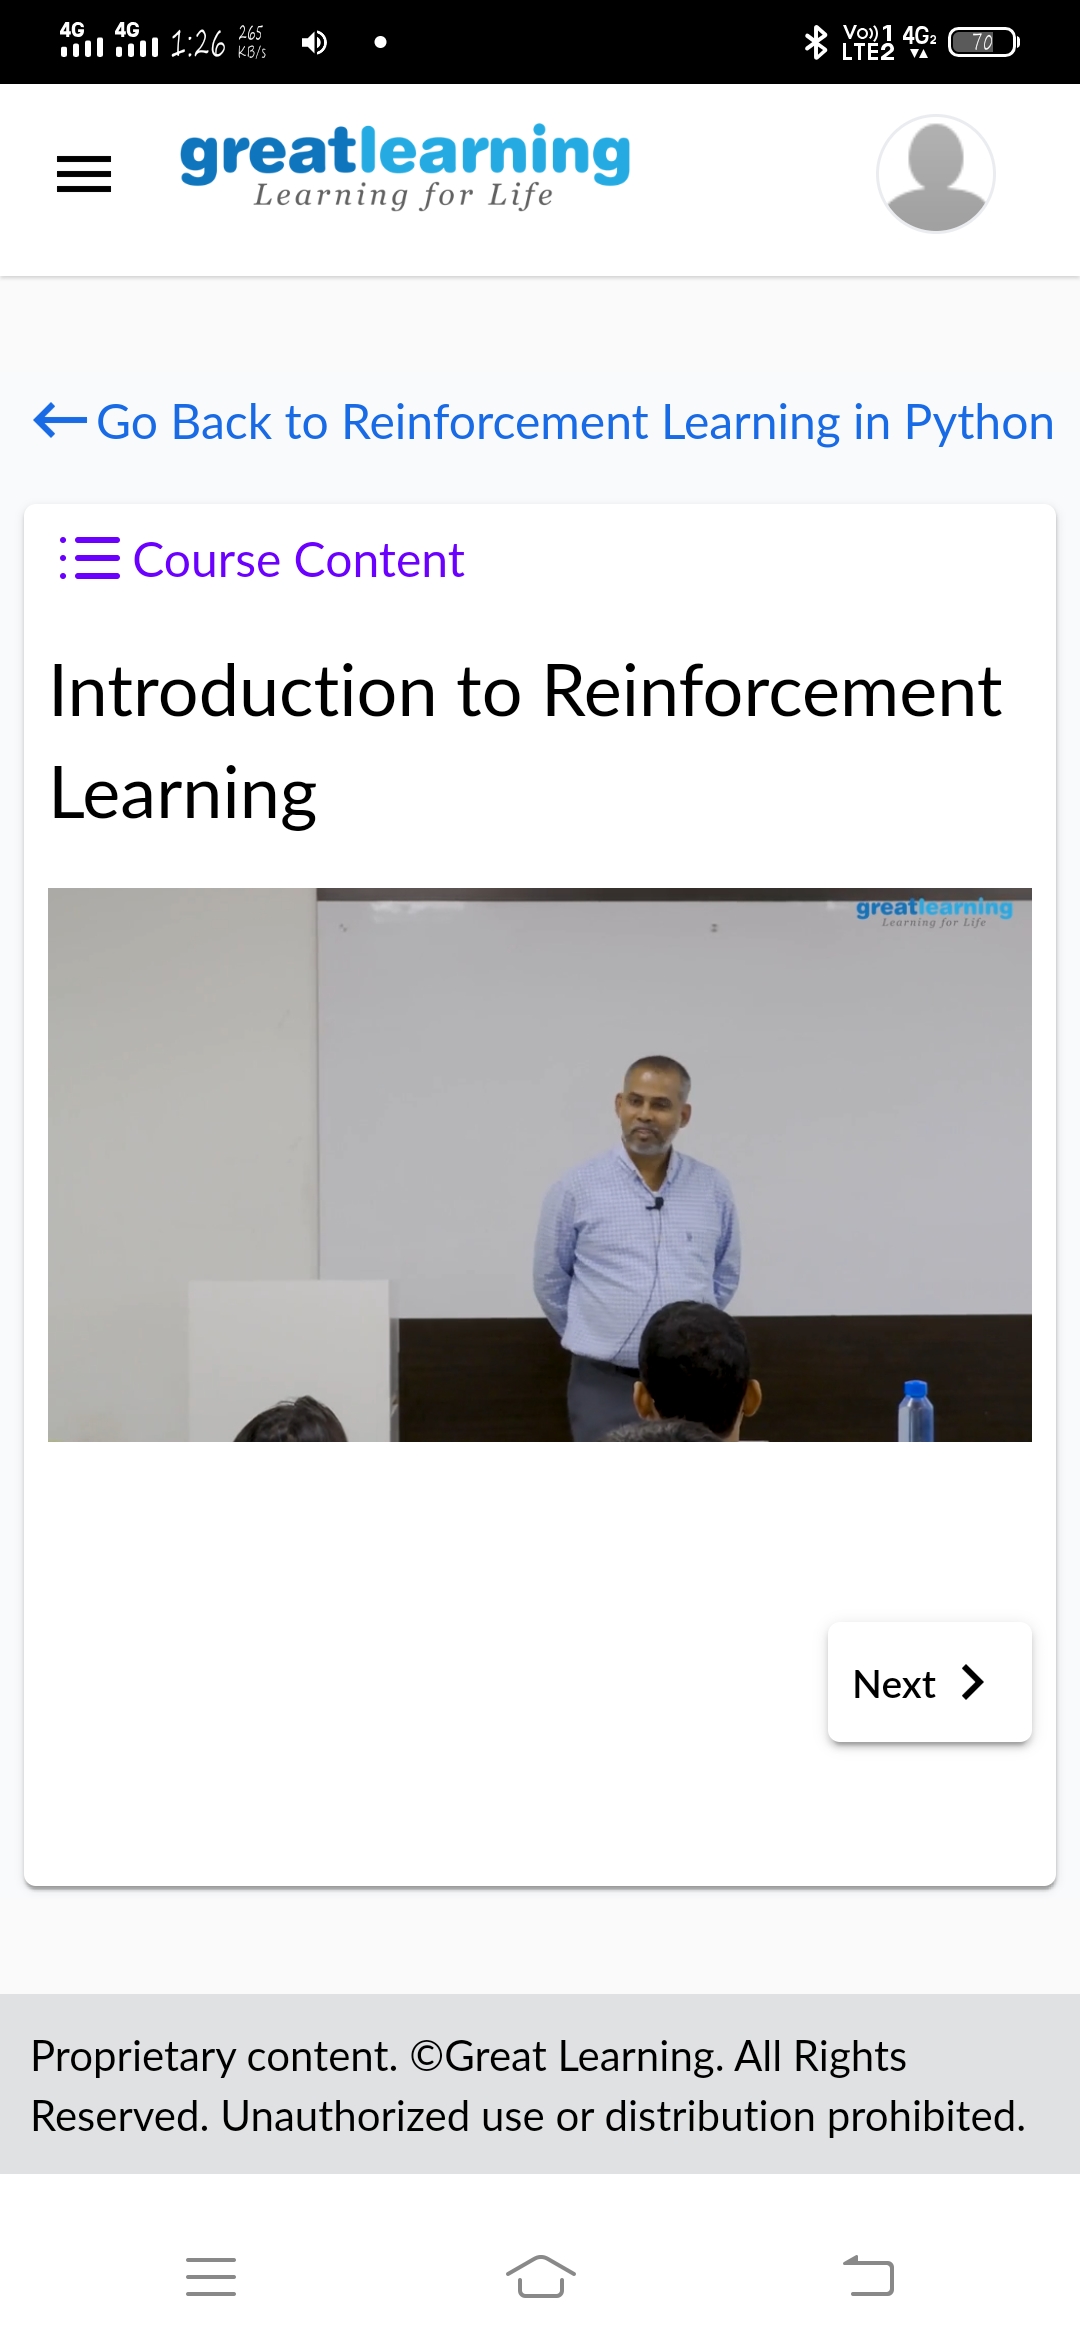 4G 4G 1:26 265 KB/s Vo)) 1 LTE2 4G2 70
greatlearning
Learning for Life
Go Back to Reinforcement Learning in Python
Course Content
Introduction to Reinforcement
Learning
greatlearning
Learning for Life
Next
Proprietary content. ©Great Learning. All Rights
Reserved. Unauthorized use or distribution prohibited.